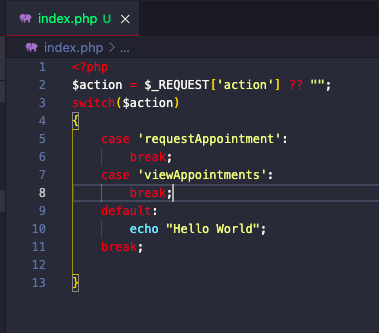 index.php U ×
index.php > ...
1 <?php
2 $action = $_REQUEST['action'] ?? "";
3 switch($action)
4 {
5     case 'requestAppointment':
6         break;
7     case 'viewAppointments':
8         break;
9     default:
10         echo "Hello World";
11     break;
12
13 }